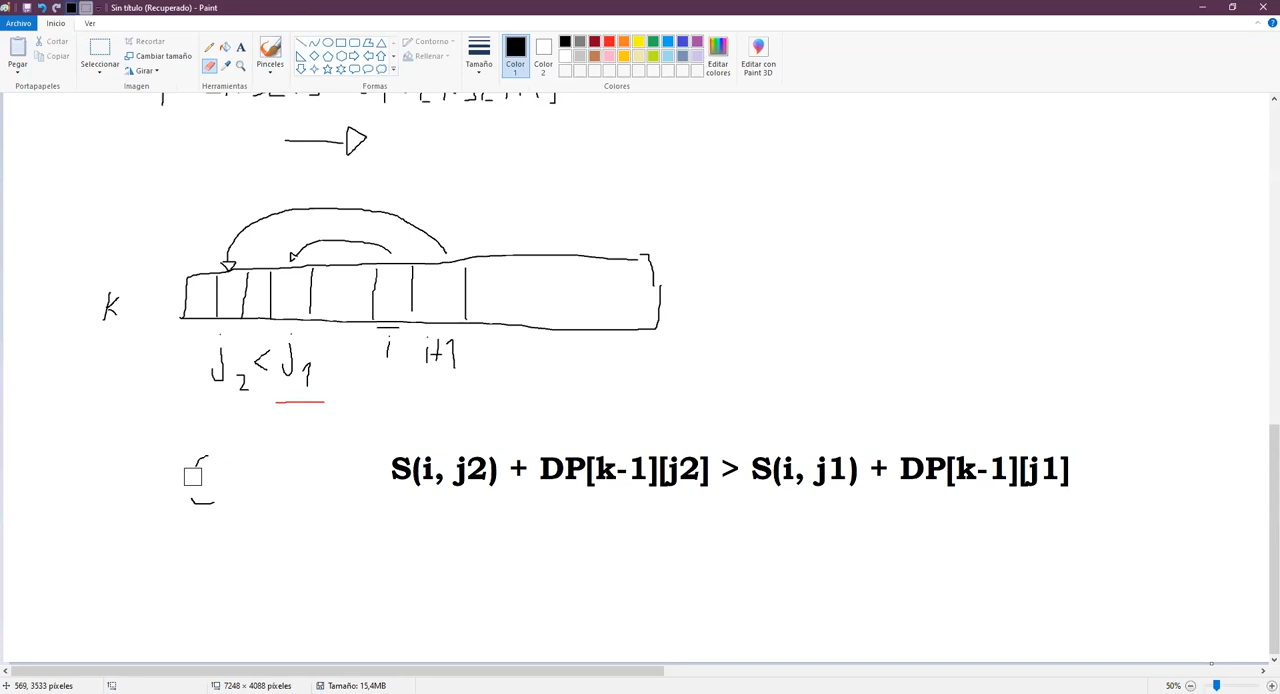 Sin título (Recuperado) - Paint
Archivo Inicio Ver
Pegar Cortar Copiar
Seleccionar Recortar Cambiar tamaño Girar
A
Contorno Rellenar
Pinceles Tamaño Color 1 Color 2 Editar colores Editar con Paint 3D
Portapapeles Imagen Herramientas Formas Colores
k
i i+1
j2 < j1
S(i, j2) + DP[k-1][j2] > S(i, j1) + DP[k-1][j1]
569, 3533 píxeles 7248 × 4088 píxeles Tamaño: 15,4MB 50%